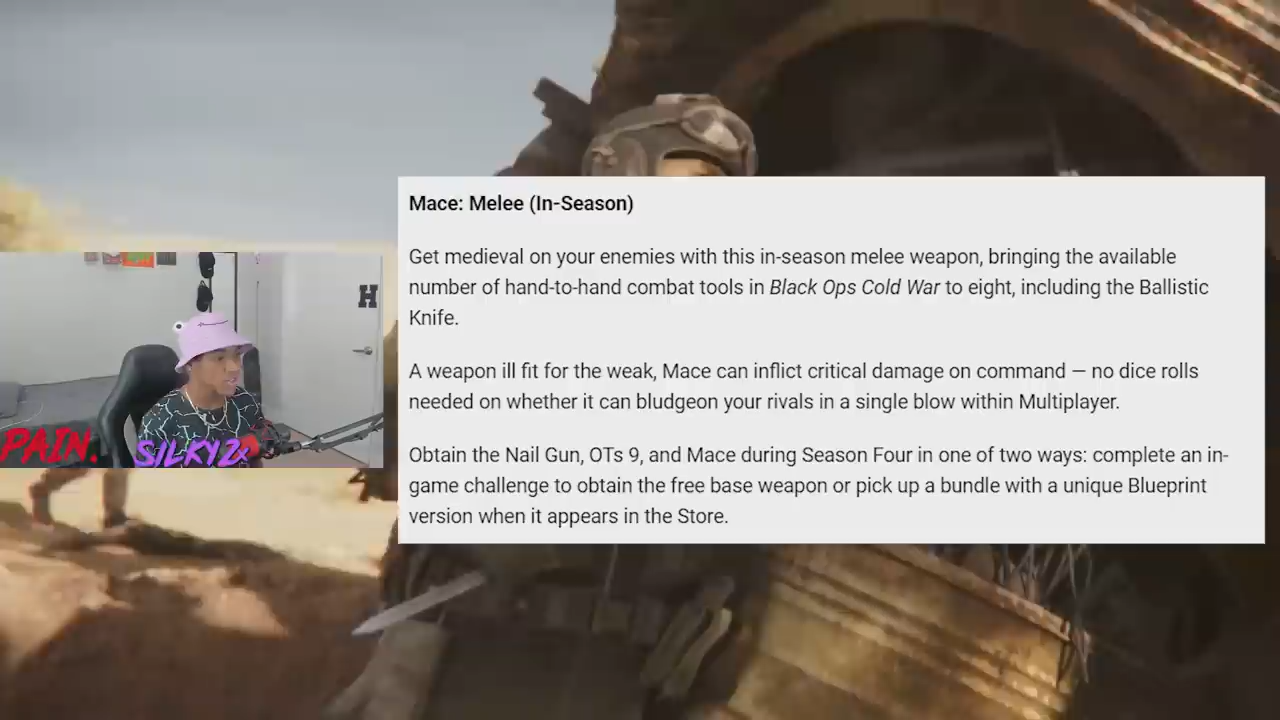 Mace: Melee (In-Season)
Get medieval on your enemies with this in-season melee weapon, bringing the available
number of hand-to-hand combat tools in Black Ops Cold War to eight, including the Ballistic
Knife.
A weapon ill fit for the weak, Mace can inflict critical damage on command — no dice rolls
needed on whether it can bludgeon your rivals in a single blow within Multiplayer.
Obtain the Nail Gun, OTs 9, and Mace during Season Four in one of two ways: complete an in-
game challenge to obtain the free base weapon or pick up a bundle with a unique Blueprint
version when it appears in the Store.
H
PAIN.
SILKY2x